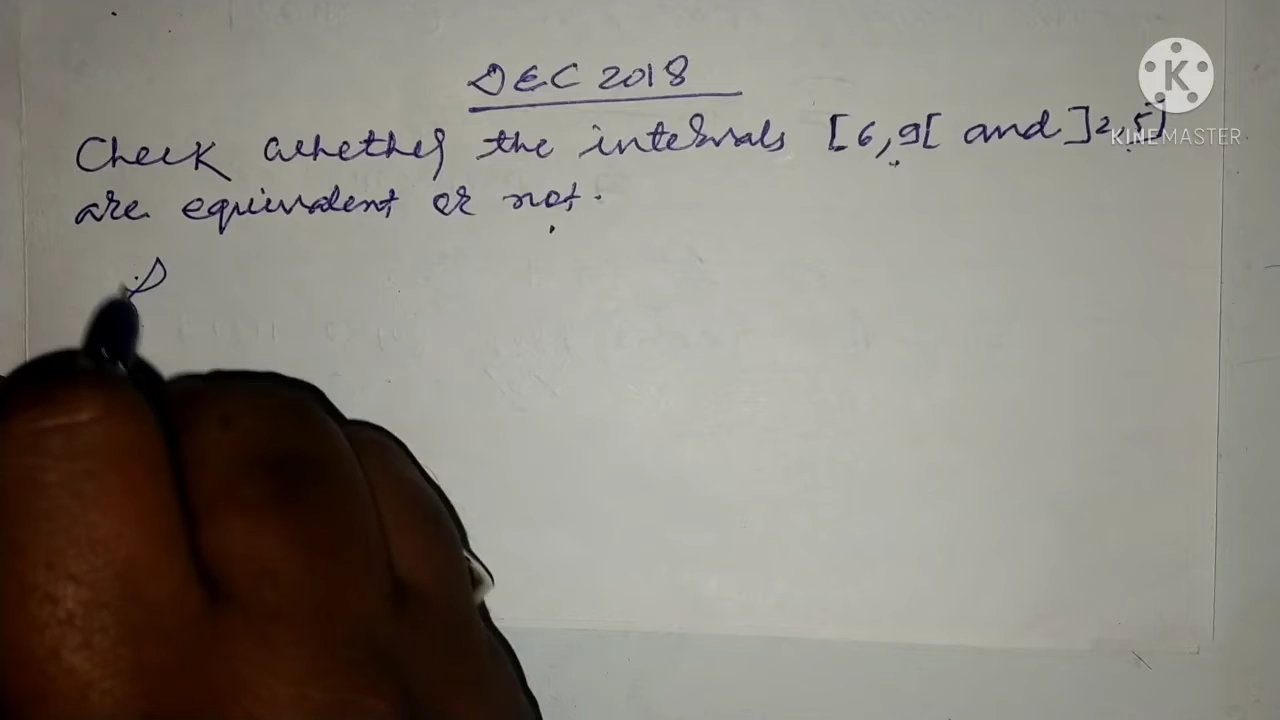 DEC 2018
Check whether the intervals [6,9[ and ]2,5]
are equivalent or not.
K
KINEMASTER